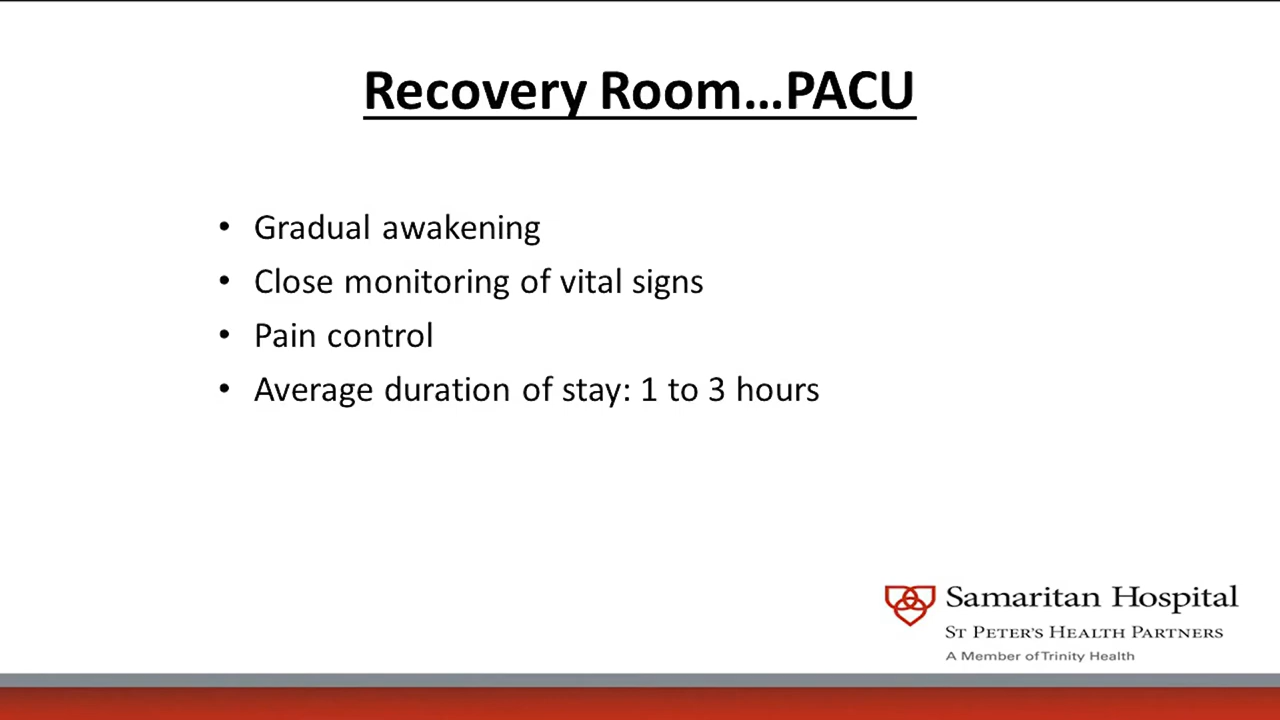 Recovery Room...PACU
• Gradual awakening
• Close monitoring of vital signs
• Pain control
• Average duration of stay: 1 to 3 hours
Samaritan Hospital
ST PETER'S HEALTH PARTNERS
A Member of Trinity Health